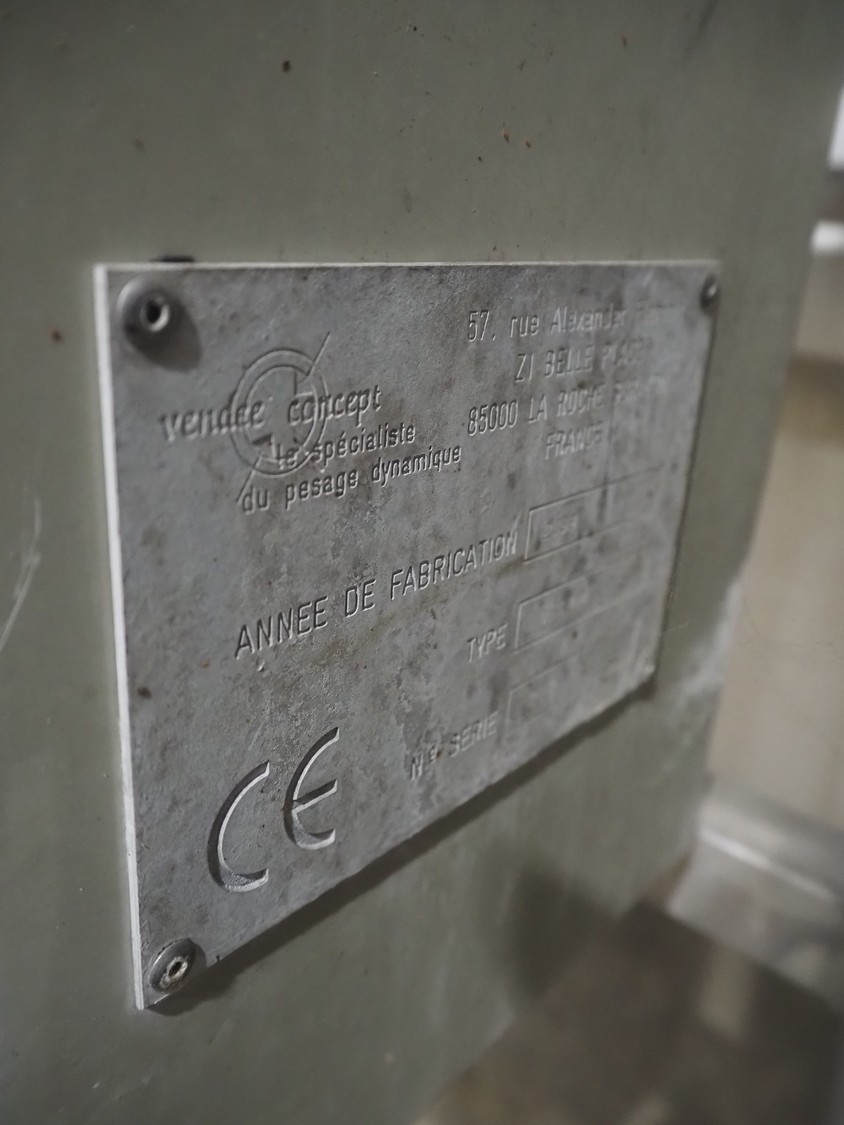 vendee concept
le spécialiste
du pesage dynamique
57, rue Alexander
ZI BELLE PLACE
85000 LA ROCHE
FRANCE
ANNEE DE FABRICATION
TYPE
N° SERIE
CE